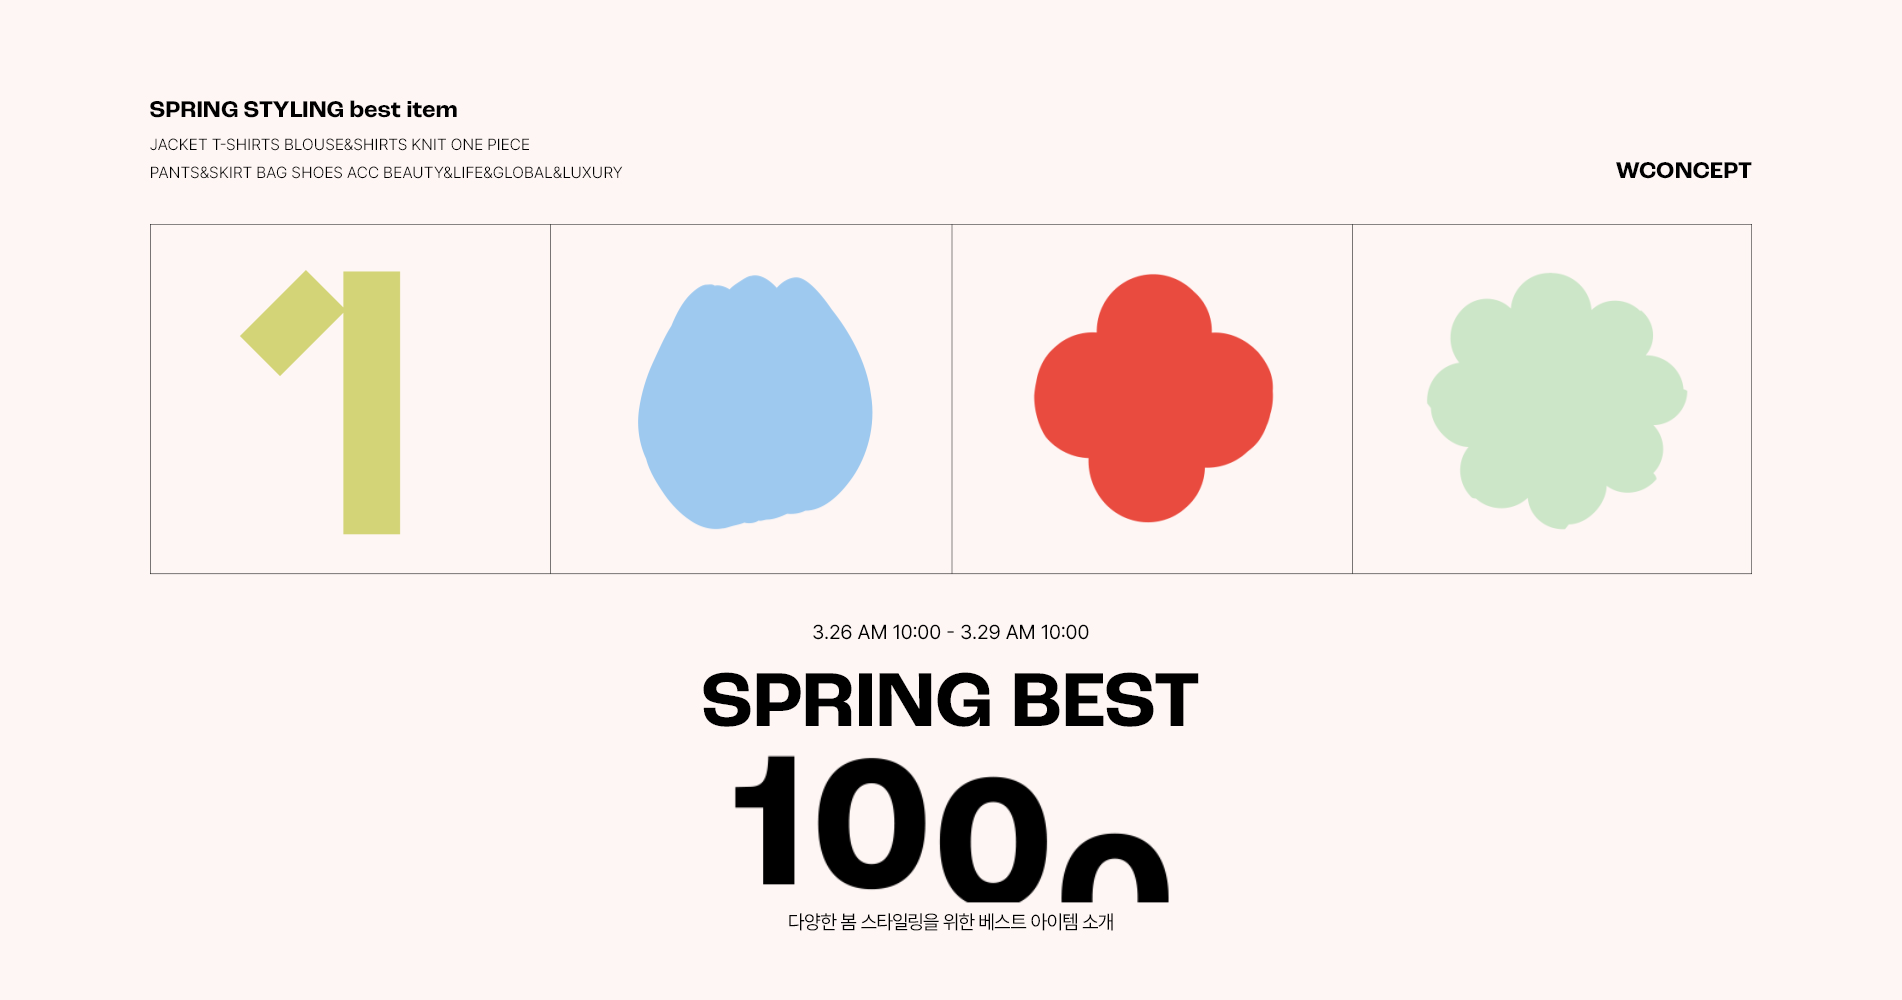 SPRING STYLING best item
JACKET T-SHIRTS BLOUSE&SHIRTS KNIT ONE PIECE
PANTS&SKIRT BAG SHOES ACC BEAUTY&LIFE&GLOBAL&LUXURY
WCONCEPT
1
3.26 AM 10:00 - 3.29 AM 10:00
SPRING BEST
1000
다양한 봄 스타일링을 위한 베스트 아이템 소개